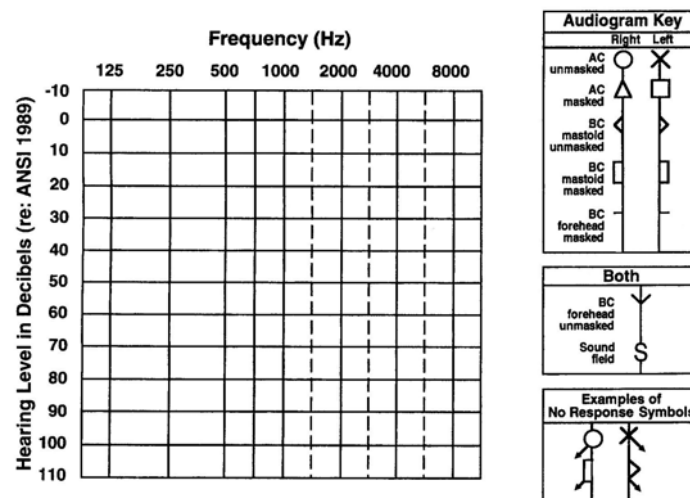 Frequency (Hz)
125 250 500 1000 2000 4000 8000
Hearing Level in Decibels (re: ANSI 1989)
-10
0
10
20
30
40
50
60
70
80
90
100
110
Audiogram Key
Right Left
AC
unmasked
AC
masked
BC
mastoid
unmasked
BC
mastoid
masked
BC
forehead
masked
Both
BC
forehead
unmasked
Sound
field
S
Examples of
No Response Symbols